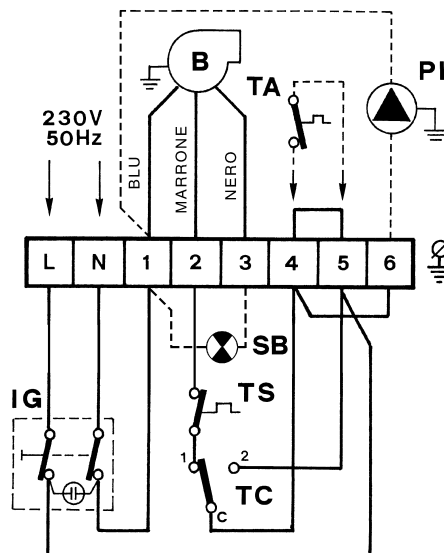 B
TA
PI
230V
50Hz
BLU
MARRONE
NERO
L N 1 2 3 4 5 6
SB
IG
TS
1
2
TC
C